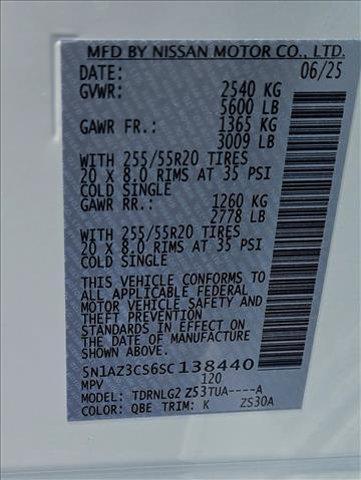 MFD BY NISSAN MOTOR CO., LTD.
DATE: 06/25
GVWR: 2540 KG
5600 LB
GAWR FR.: 1365 KG
3009 LB
WITH 255/55R20 TIRES
20 X 8.0 RIMS AT 35 PSI
COLD SINGLE
GAWR RR.: 1260 KG
2778 LB
WITH 255/55R20 TIRES
20 X 8.0 RIMS AT 35 PSI
COLD SINGLE
THIS VEHICLE CONFORMS TO
ALL APPLICABLE FEDERAL
MOTOR VEHICLE SAFETY AND
THEFT PREVENTION
STANDARDS IN EFFECT ON
THE DATE OF MANUFACTURE
5N1AZ3CS6SC138440
MPV 120
MODEL: TDRNLG2 Z53TUA----A
COLOR: QBE TRIM: K ZS30A